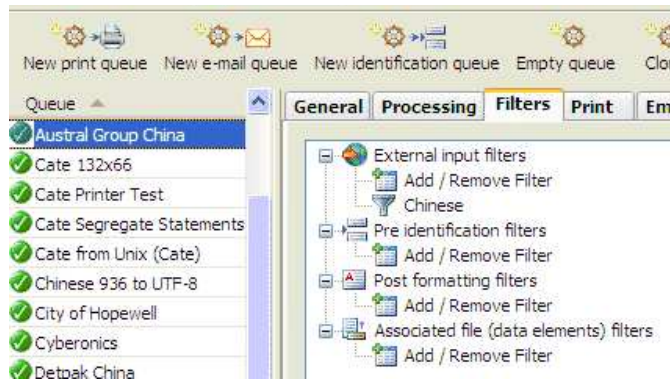 New print queue New e-mail queue New identification queue Empty queue Clo
Queue
General Processing Filters Print Em
Austral Group China
Cate 132x66
Cate Printer Test
Cate Segregate Statements
Cate from Unix (Cate)
Chinese 936 to UTF-8
City of Hopewell
Cyberonics
Detpak China
External input filters
Add / Remove Filter
Chinese
Pre identification filters
Add / Remove Filter
Post formatting filters
Add / Remove Filter
Associated file (data elements) filters
Add / Remove Filter